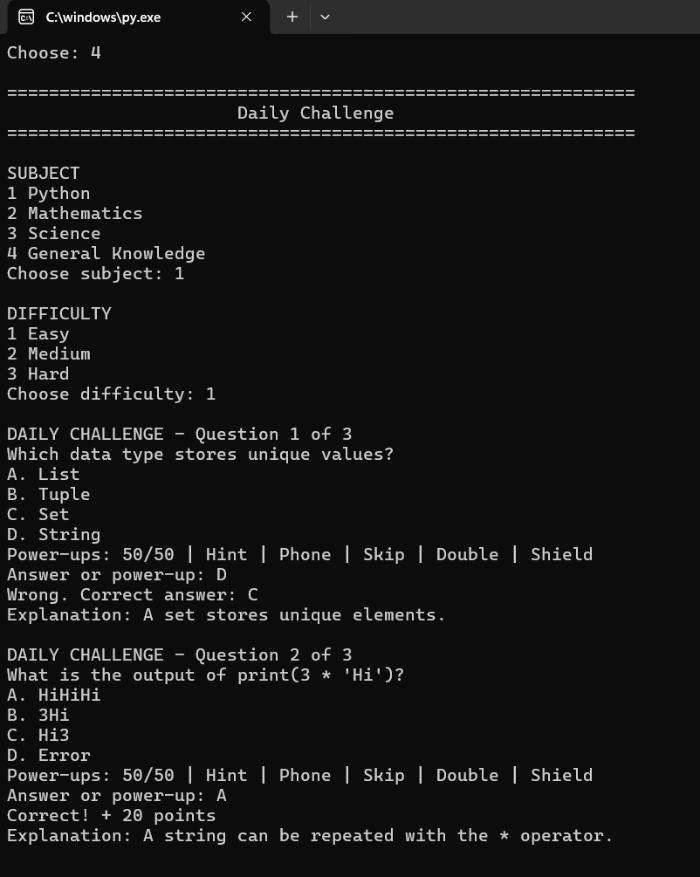 C:\windows\py.exe
Choose: 4
============================================================
Daily Challenge
============================================================
SUBJECT
1 Python
2 Mathematics
3 Science
4 General Knowledge
Choose subject: 1
DIFFICULTY
1 Easy
2 Medium
3 Hard
Choose difficulty: 1
DAILY CHALLENGE - Question 1 of 3
Which data type stores unique values?
A. List
B. Tuple
C. Set
D. String
Power-ups: 50/50 | Hint | Phone | Skip | Double | Shield
Answer or power-up: D
Wrong. Correct answer: C
Explanation: A set stores unique elements.
DAILY CHALLENGE - Question 2 of 3
What is the output of print(3 * 'Hi')?
A. HiHiHi
B. 3Hi
C. Hi3
D. Error
Power-ups: 50/50 | Hint | Phone | Skip | Double | Shield
Answer or power-up: A
Correct! + 20 points
Explanation: A string can be repeated with the * operator.